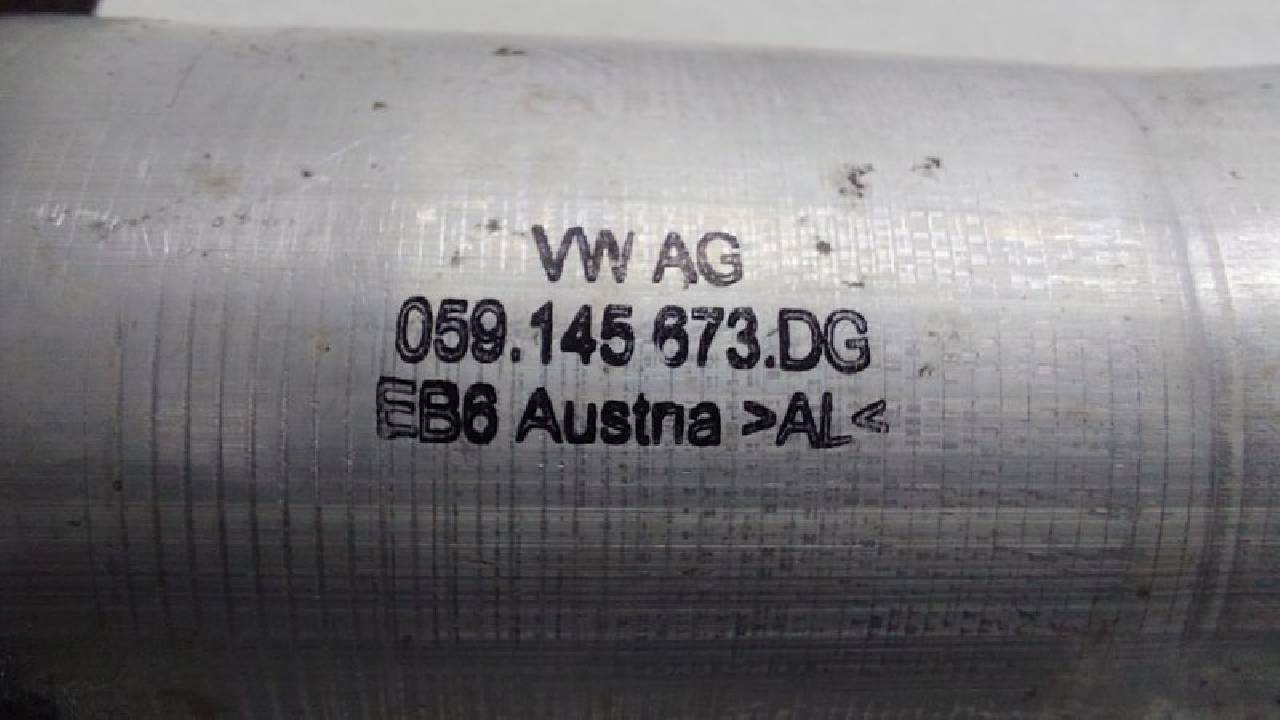 VW AG
059.145 673.DG
EB6 Austria >AL<